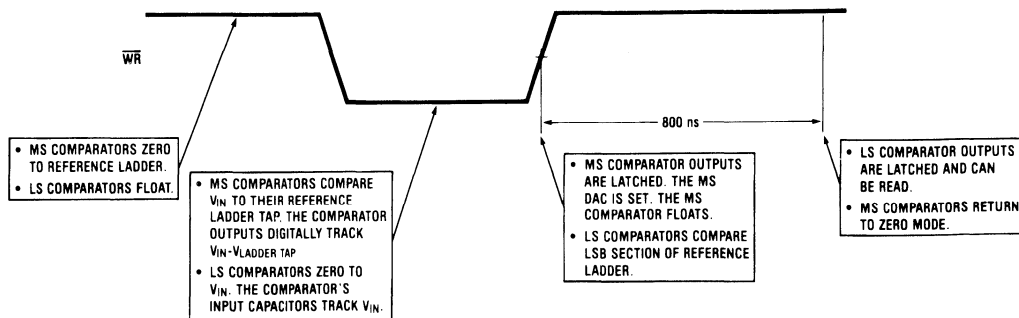 WR
800 ns
• MS COMPARATORS ZERO
TO REFERENCE LADDER.
• LS COMPARATORS FLOAT.
• MS COMPARATORS COMPARE
VIN TO THEIR REFERENCE
LADDER TAP. THE COMPARATOR
OUTPUTS DIGITALLY TRACK
VIN-VLADDER TAP
• LS COMPARATORS ZERO TO
VIN. THE COMPARATOR'S
INPUT CAPACITORS TRACK VIN.
• MS COMPARATOR OUTPUTS
ARE LATCHED. THE MS
DAC IS SET. THE MS
COMPARATOR FLOATS.
• LS COMPARATORS COMPARE
LSB SECTION OF REFERENCE
LADDER.
• LS COMPARATOR OUTPUTS
ARE LATCHED AND CAN
BE READ.
• MS COMPARATORS RETURN
TO ZERO MODE.